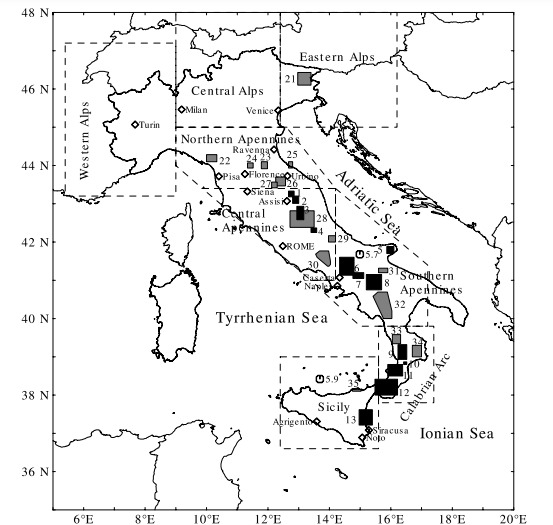 48 N
Eastern Alps
21
46 N
Central Alps
Milan
Venice
Western Alps
Turin
Northern Apennines
Ravenna
44 N
22
24
23
25
Pisa
Florence
Urbino
27
26
Siena
1
Assisi
2
Adriatic Sea
Central
Apennines
3
28
4
42 N
ROME
29
5.7
5
30
6
31
Southern
Apennines
Caserta
Naples
7
8
32
Tyrrhenian Sea
40 N
33
34
9
10
11
Calabrian Arc
38 N
5.9
35
12
Sicily
13
Agrigento
Siracusa
Noto
Ionian Sea
36 N
6°E
8°E
10°E
12°E
14°E
16°E
18°E
20°E